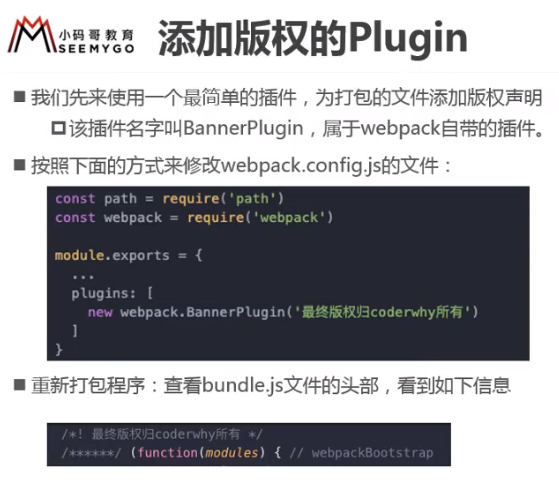 小码哥教育
SEEMYGO
添加版权的Plugin
我们先来使用一个最简单的插件，为打包的文件添加版权声明
该插件名字叫BannerPlugin，属于webpack自带的插件。
按照下面的方式来修改webpack.config.js的文件：
const path = require('path')
const webpack = require('webpack')
module.exports = {
...
plugins: [
new webpack.BannerPlugin('最终版权归coderwhy所有')
]
}
重新打包程序：查看bundle.js文件的头部，看到如下信息
/*! 最终版权归coderwhy所有 */
/******/ (function(modules) { // webpackBootstrap